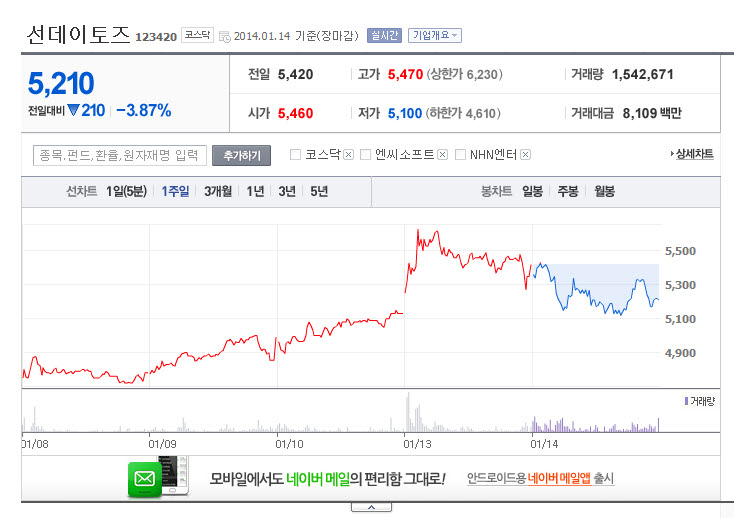 선데이토즈 123420 코스닥 2014.01.14 기준(장마감) 실시간 기업개요
5,210
전일대비 ▼210 -3.87%
전일 5,420 고가 5,470 (상한가 6,230) 거래량 1,542,671
시가 5,460 저가 5,100 (하한가 4,610) 거래대금 8,109 백만
종목.펀드,환율,원자재명 입력 추가하기 코스닥 엔씨소프트 NHN엔터 상세차트
선차트 1일(5분) 1주일 3개월 1년 3년 5년 봉차트 일봉 주봉 월봉
5,500
5,300
5,100
4,900
거래량
01/08 01/09 01/10 01/13 01/14
모바일에서도 네이버 메일의 편리함 그대로! 안드로이드용 네이버 메일앱 출시